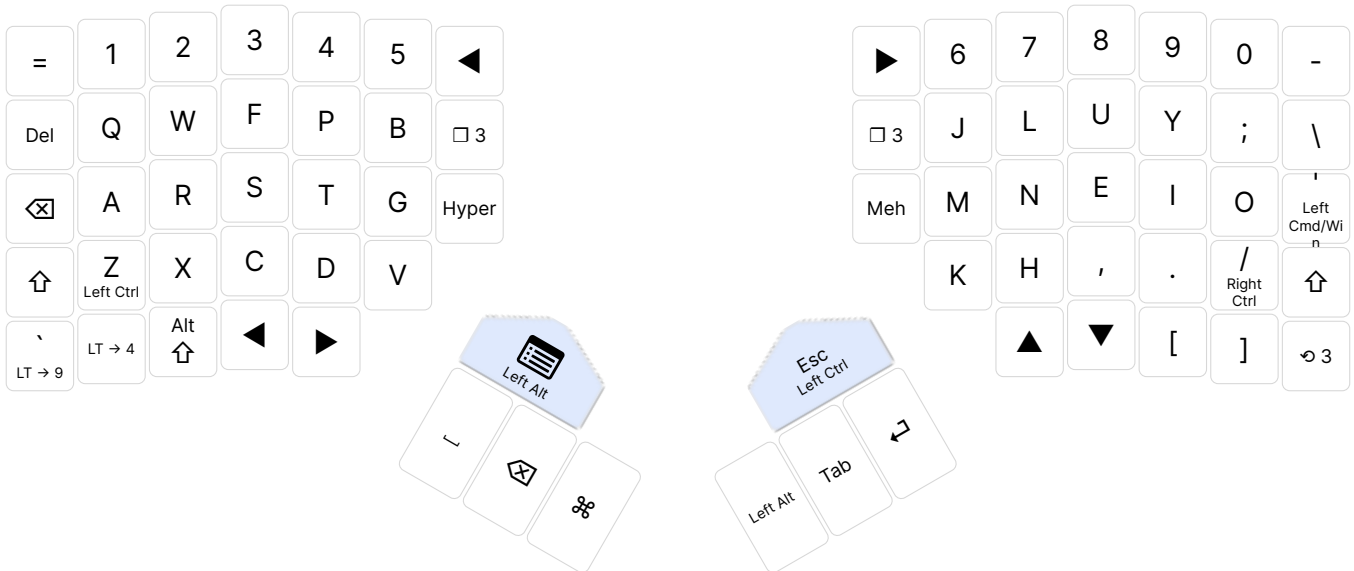 = 1 2 3 4 5 ◀ ▶ 6 7 8 9 0 -
Del Q W F P B ❐ 3 ❐ 3 J L U Y ; \
⌫ A R S T G Hyper Meh M N E I O '
Left
Cmd/Wi
n
⇧ Z X C D V K H , . / ⇧
Left Ctrl
Right
Ctrl
` LT → 4 Alt ◀ ▶ ▲ ▼ [ ] ⟲ 3
LT → 9 ⇧
Left Alt
Esc
Left Ctrl
⌫ ⌘
Left Alt Tab ↵